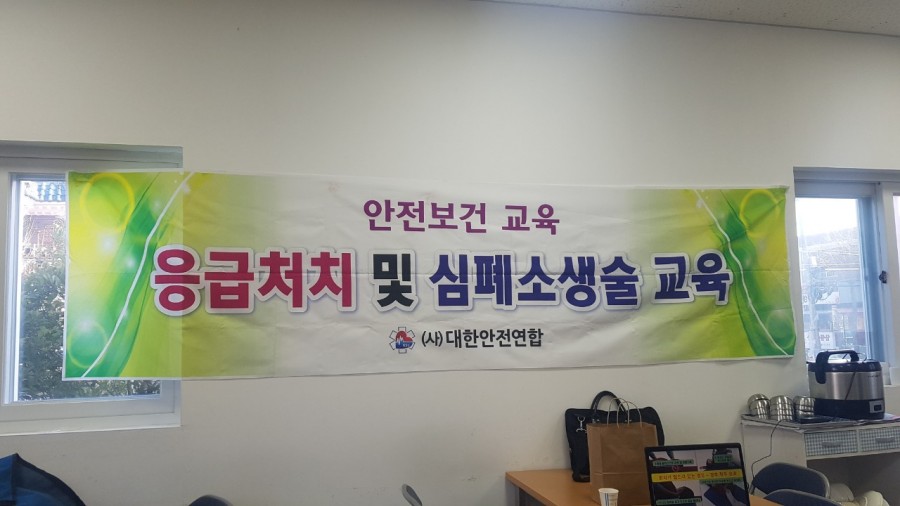 안전보건 교육
응급처치 및 심폐소생술 교육
(사)대한안전연합